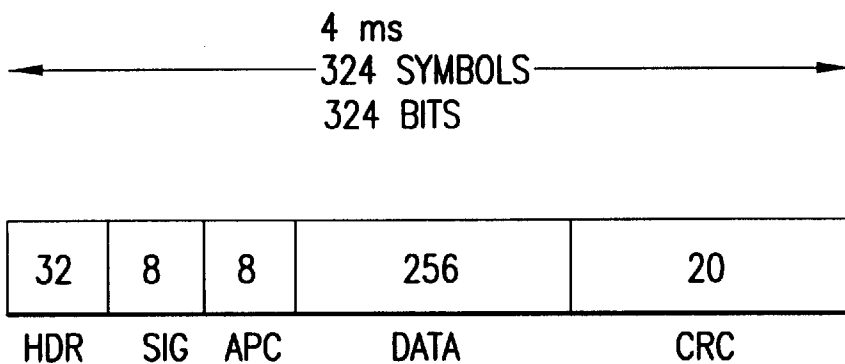 4 ms
324 SYMBOLS
324 BITS
32 8 8 256 20
HDR SIG APC DATA CRC